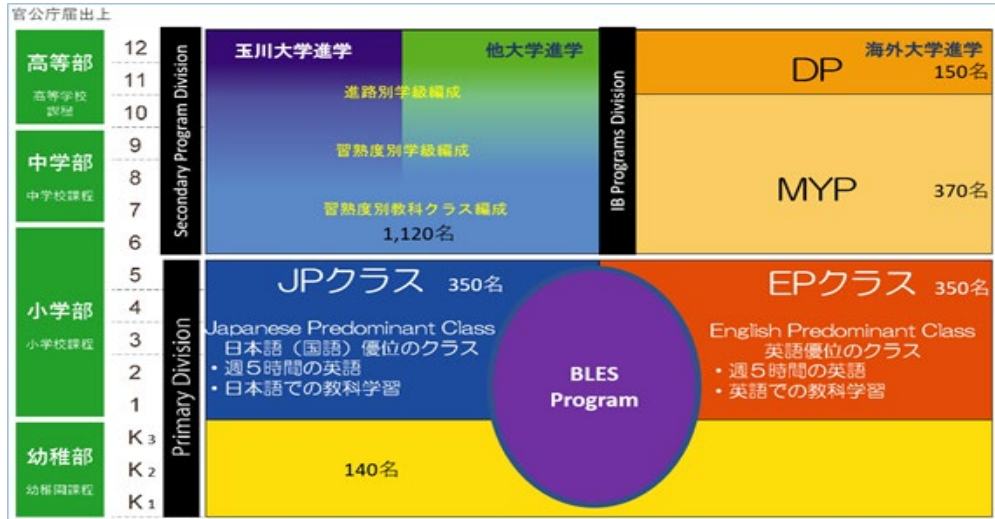 官公庁届出上
高等部
高等学校
課程
中学部
中学校課程
小学部
小学校課程
幼稚部
幼稚園課程
12
11
10
9
8
7
6
5
4
3
2
1
K3
K2
K1
Secondary Program Division
Primary Division
玉川大学進学
他大学進学
進路別学級編成
習熟度別学級編成
習熟度別教科クラス編成
1,120名
IB Programs Division
海外大学進学
DP
150名
MYP
370名
JPクラス 350名
Japanese Predominant Class
日本語（国語）優位のクラス
・週5時間の英語
・日本語での教科学習
BLES
Program
EPクラス 350名
English Predominant Class
英語優位のクラス
・週5時間の英語
・英語での教科学習
140名